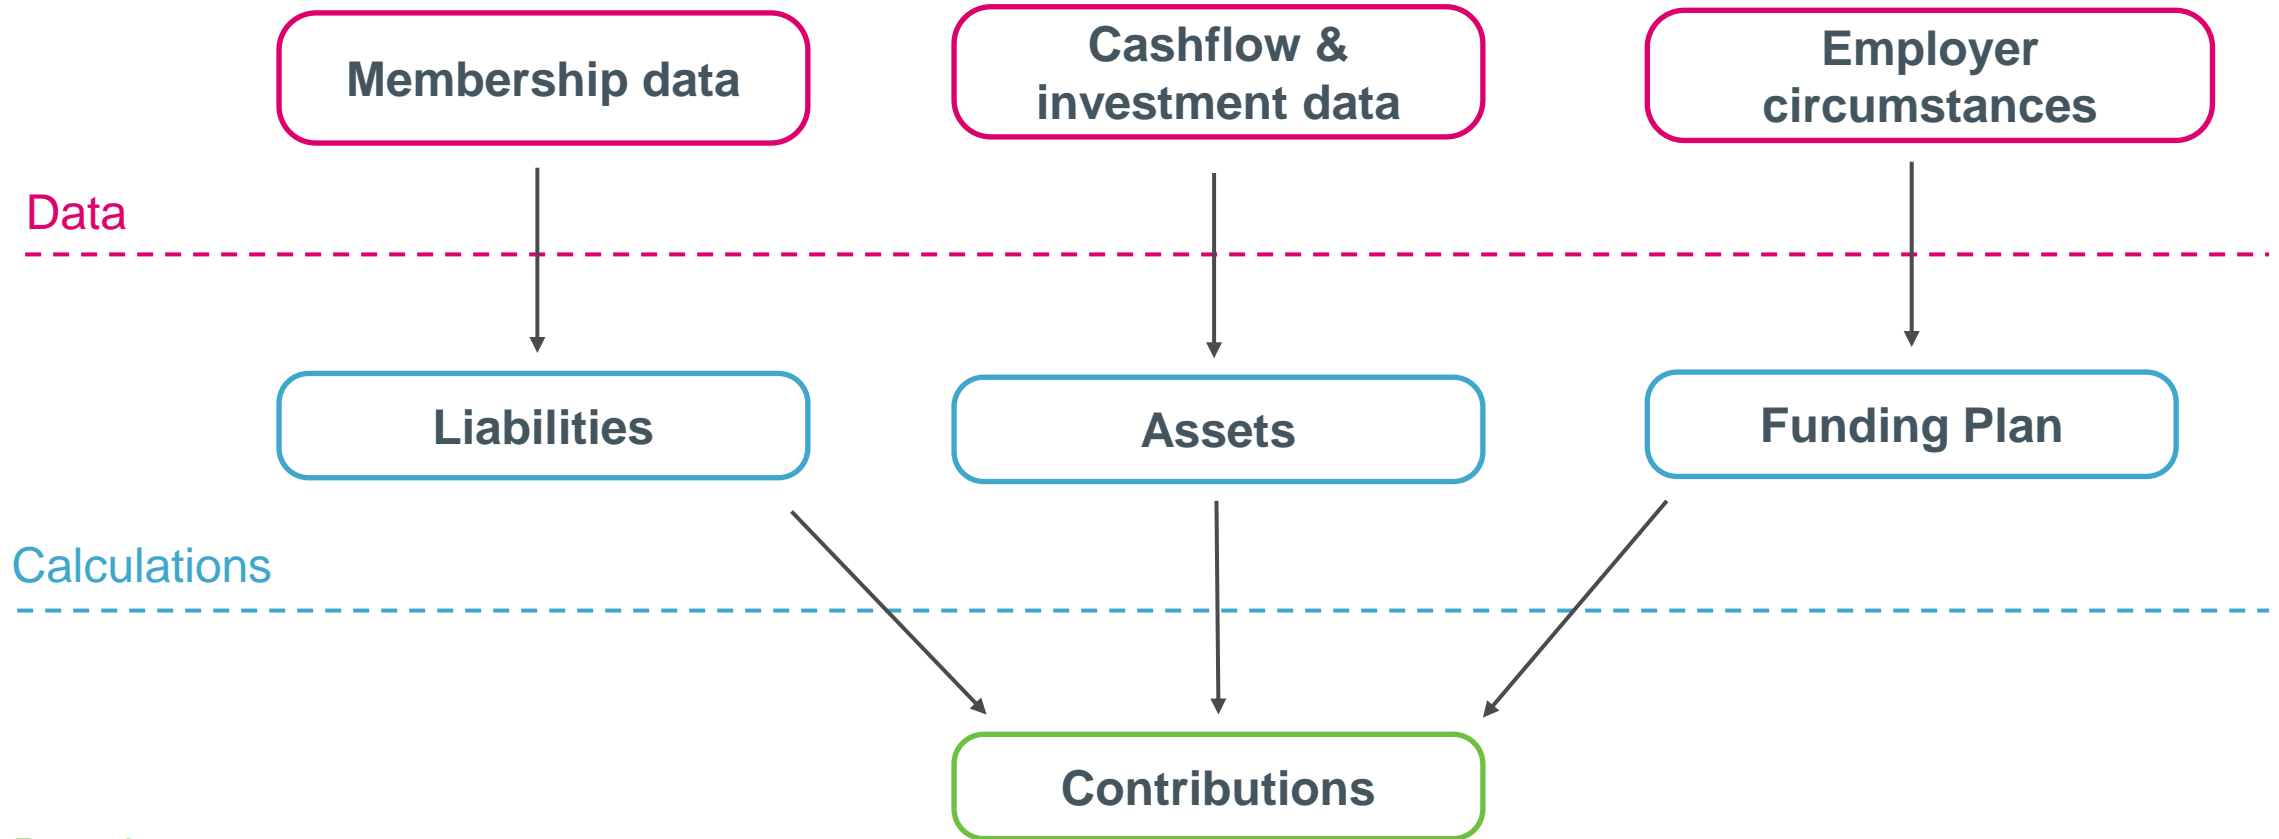 Membership data
Cashflow &
investment data
Employer
circumstances
Data
Liabilities
Assets
Funding Plan
Calculations
Contributions